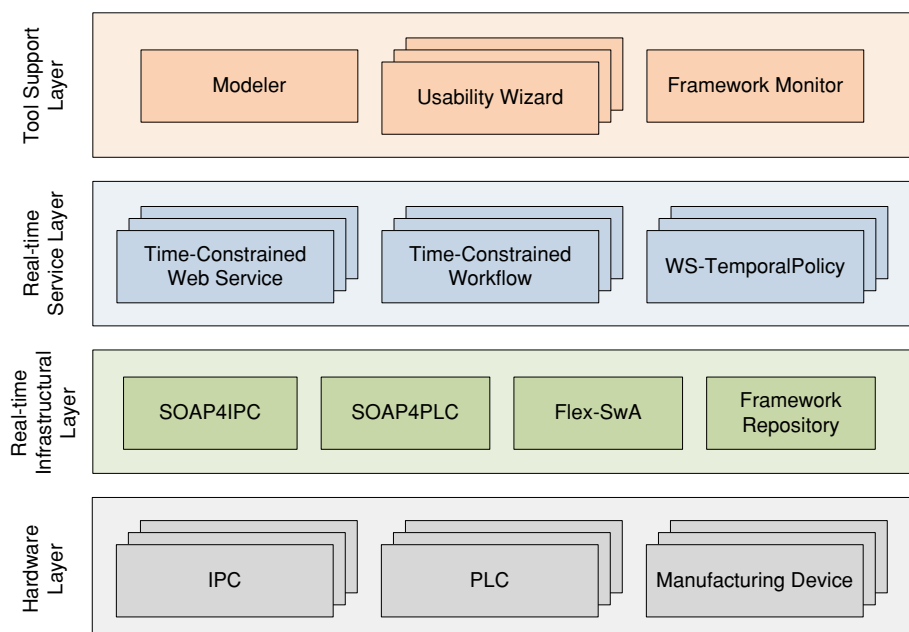 Tool Support
Layer
Modeler
Usability Wizard
Framework Monitor
Real-time
Service Layer
Time-Constrained
Web Service
Time-Constrained
Workflow
WS-TemporalPolicy
Real-time
Infrastructural
Layer
SOAP4IPC
SOAP4PLC
Flex-SwA
Framework
Repository
Hardware
Layer
IPC
PLC
Manufacturing Device